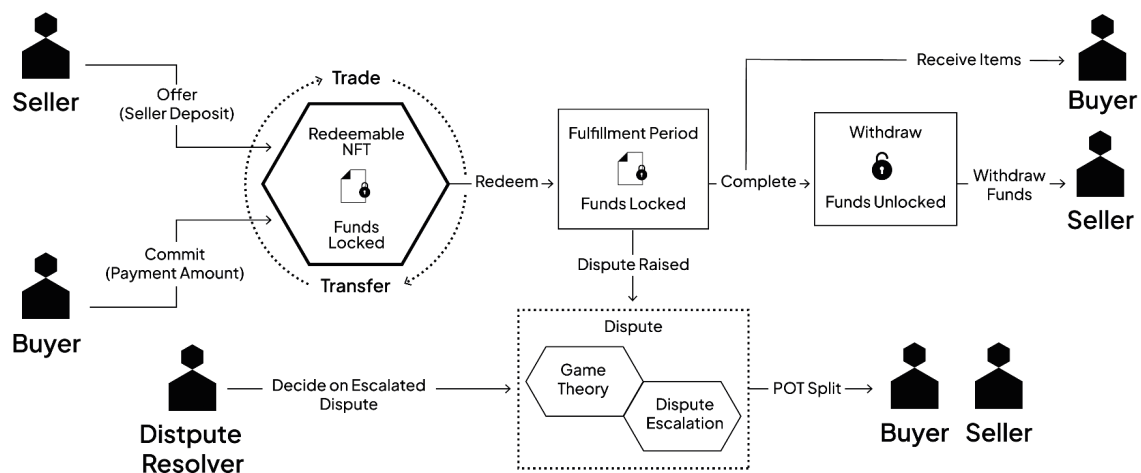 Seller
Offer
(Seller Deposit)
Trade
Redeemable
NFT
Funds
Locked
Transfer
Commit
(Payment Amount)
Buyer
Redeem
Fulfillment Period
Funds Locked
Complete
Receive Items
Buyer
Withdraw
Funds Unlocked
Withdraw
Funds
Seller
Dispute Raised
Distpute
Resolver
Decide on Escalated
Dispute
Dispute
Game
Theory
Dispute
Escalation
POT Split
Buyer
Seller